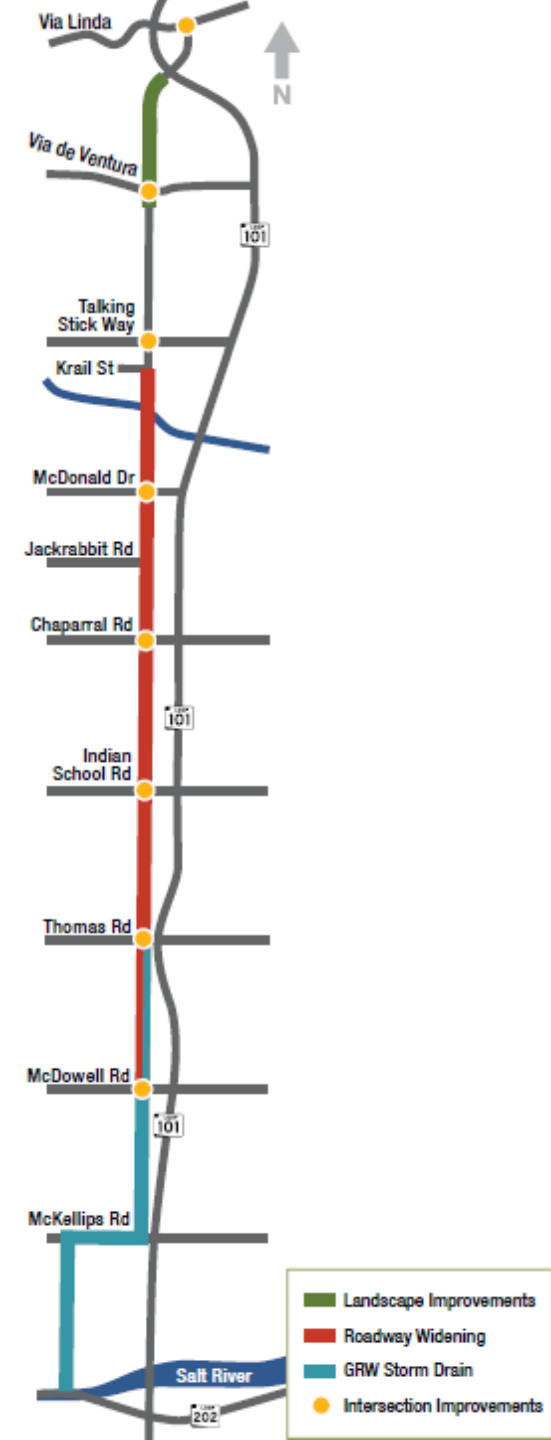 Via Linda
N
Via de Ventura
101
Talking
Stick Way
Krail St
McDonald Dr
Jackrabbit Rd
Chaparral Rd
101
Indian
School Rd
Thomas Rd
McDowell Rd
101
McKellips Rd
Salt River
202
Landscape Improvements
Roadway Widening
GRW Storm Drain
Intersection Improvements